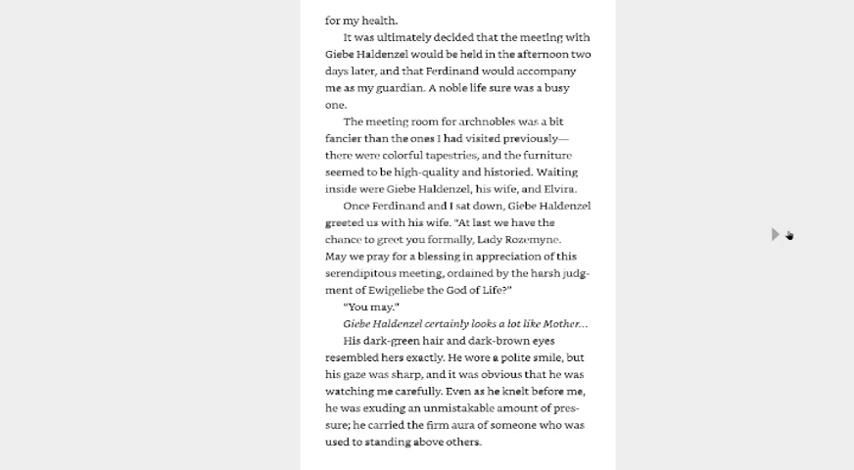 for my health.
It was ultimately decided that the meeting with
Giebe Haldenzel would be held in the afternoon two
days later, and that Ferdinand would accompany
me as my guardian. A noble life sure was a busy
one.
The meeting room for archnobles was a bit
fancier than the ones I had visited previously—
there were colorful tapestries, and the furniture
seemed to be high-quality and historied. Waiting
inside were Giebe Haldenzel, his wife, and Elvira.
Once Ferdinand and I sat down, Giebe Haldenzel
greeted us with his wife. “At last we have the
chance to greet you formally, Lady Rozemyne.
May we pray for a blessing in appreciation of this
serendipitous meeting, ordained by the harsh judg-
ment of Ewigeliebe the God of Life?”
“You may.”
Giebe Haldenzel certainly looks a lot like Mother...
His dark-green hair and dark-brown eyes
resembled hers exactly. He wore a polite smile, but
his gaze was sharp, and it was obvious that he was
watching me carefully. Even as he knelt before me,
he was exuding an unmistakable amount of pres-
sure; he carried the firm aura of someone who was
used to standing above others.